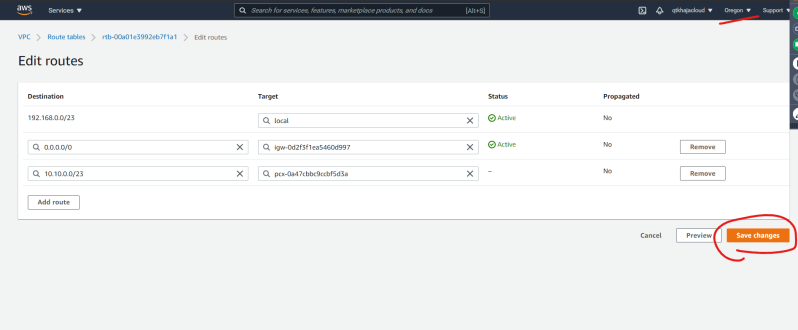 aws Services ▼ Search for services, features, marketplace products, and docs [Alt+S] qtkhajacloud ▼ Oregon ▼ Support ▼
VPC > Route tables > rtb-00a01e3992eb7f1a1 > Edit routes
Edit routes
Destination Target Status Propagated
192.168.0.0/23 local Active No
0.0.0.0/0 igw-0d2f3f1ea5460d997 Active No Remove
10.10.0.0/23 pcx-0a47cbbc9ccbf5d3a – No Remove
Add route
Cancel Preview Save changes